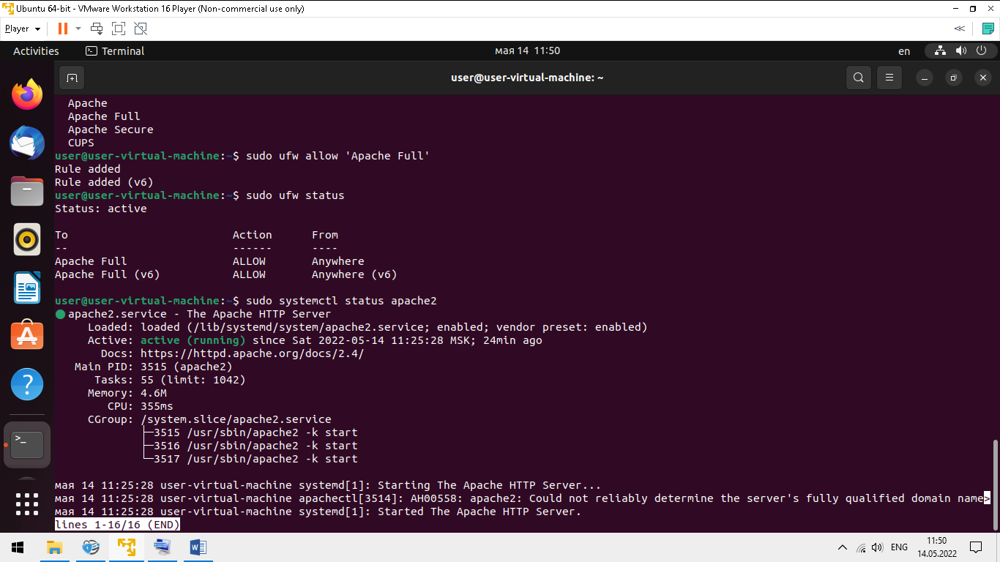 Ubuntu 64-bit - VMware Workstation 16 Player (Non-commercial use only)
Player
Activities
Terminal
мая 14 11:50
en
user@user-virtual-machine: ~
Apache
Apache Full
Apache Secure
CUPS
user@user-virtual-machine:~$ sudo ufw allow 'Apache Full'
Rule added
Rule added (v6)
user@user-virtual-machine:~$ sudo ufw status
Status: active
To Action From
-- ------ ----
Apache Full ALLOW Anywhere
Apache Full (v6) ALLOW Anywhere (v6)
user@user-virtual-machine:~$ sudo systemctl status apache2
● apache2.service - The Apache HTTP Server
Loaded: loaded (/lib/systemd/system/apache2.service; enabled; vendor preset: enabled)
Active: active (running) since Sat 2022-05-14 11:25:28 MSK; 24min ago
Docs: https://httpd.apache.org/docs/2.4/
Main PID: 3515 (apache2)
Tasks: 55 (limit: 1042)
Memory: 4.6M
CPU: 355ms
CGroup: /system.slice/apache2.service
├─3515 /usr/sbin/apache2 -k start
├─3516 /usr/sbin/apache2 -k start
└─3517 /usr/sbin/apache2 -k start
мая 14 11:25:28 user-virtual-machine systemd[1]: Starting The Apache HTTP Server...
мая 14 11:25:28 user-virtual-machine apachectl[3514]: AH00558: apache2: Could not reliably determine the server's fully qualified domain name>
мая 14 11:25:28 user-virtual-machine systemd[1]: Started The Apache HTTP Server.
lines 1-16/16 (END)
ENG
11:50
14.05.2022